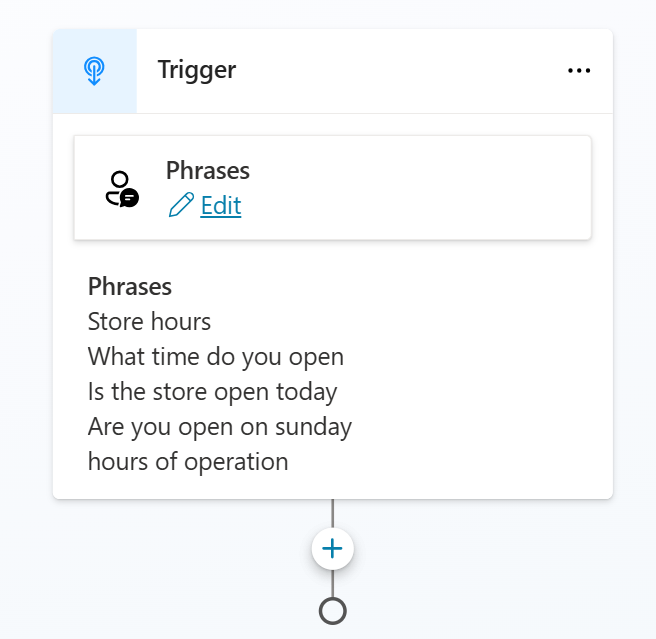 Trigger
Phrases
Edit
Phrases
Store hours
What time do you open
Is the store open today
Are you open on sunday
hours of operation